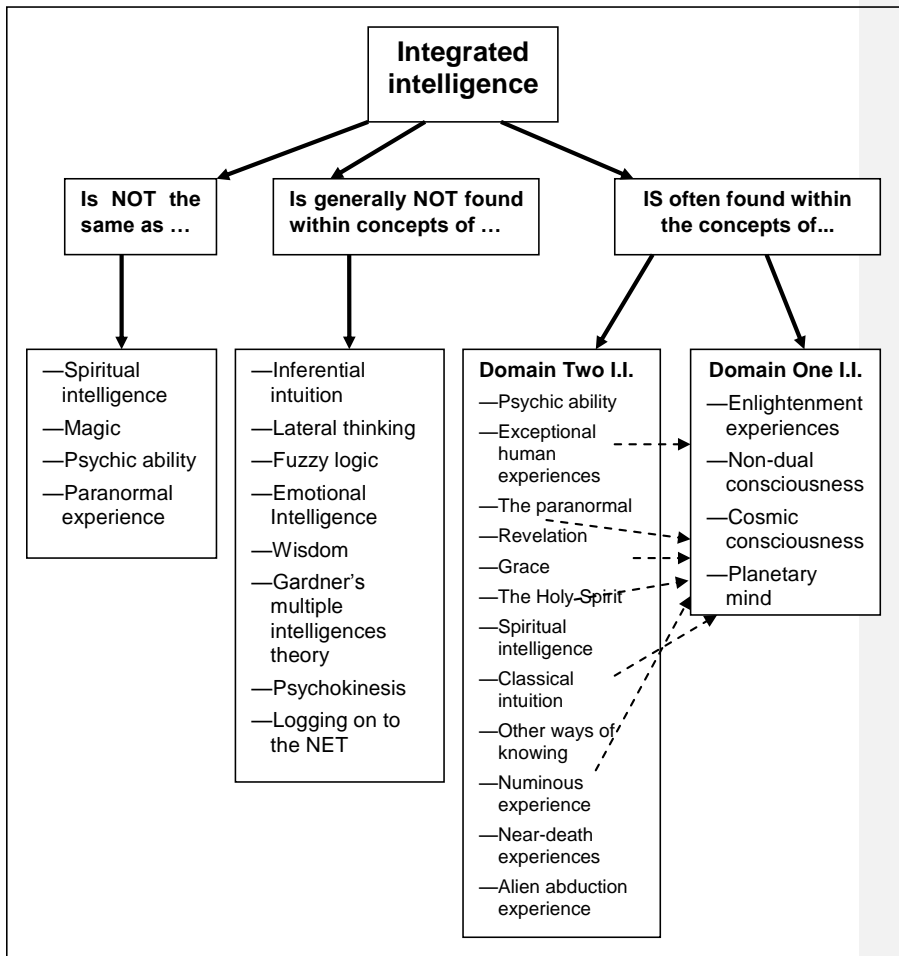 Integrated
intelligence
Is NOT the
same as …
Is generally NOT found
within concepts of …
IS often found within
the concepts of...
—Spiritual
intelligence
—Magic
—Psychic ability
—Paranormal
experience
—Inferential
intuition
—Lateral thinking
—Fuzzy logic
—Emotional
Intelligence
—Wisdom
—Gardner’s
multiple
intelligences
theory
—Psychokinesis
—Logging on to
the NET
Domain Two I.I.
—Psychic ability
—Exceptional
human
experiences
—The paranormal
—Revelation
—Grace
—The Holy Spirit
—Spiritual
intelligence
—Classical
intuition
—Other ways of
knowing
—Numinous
experience
—Near-death
experiences
—Alien abduction
experience
Domain One I.I.
—Enlightenment
experiences
—Non-dual
consciousness
—Cosmic
consciousness
—Planetary
mind